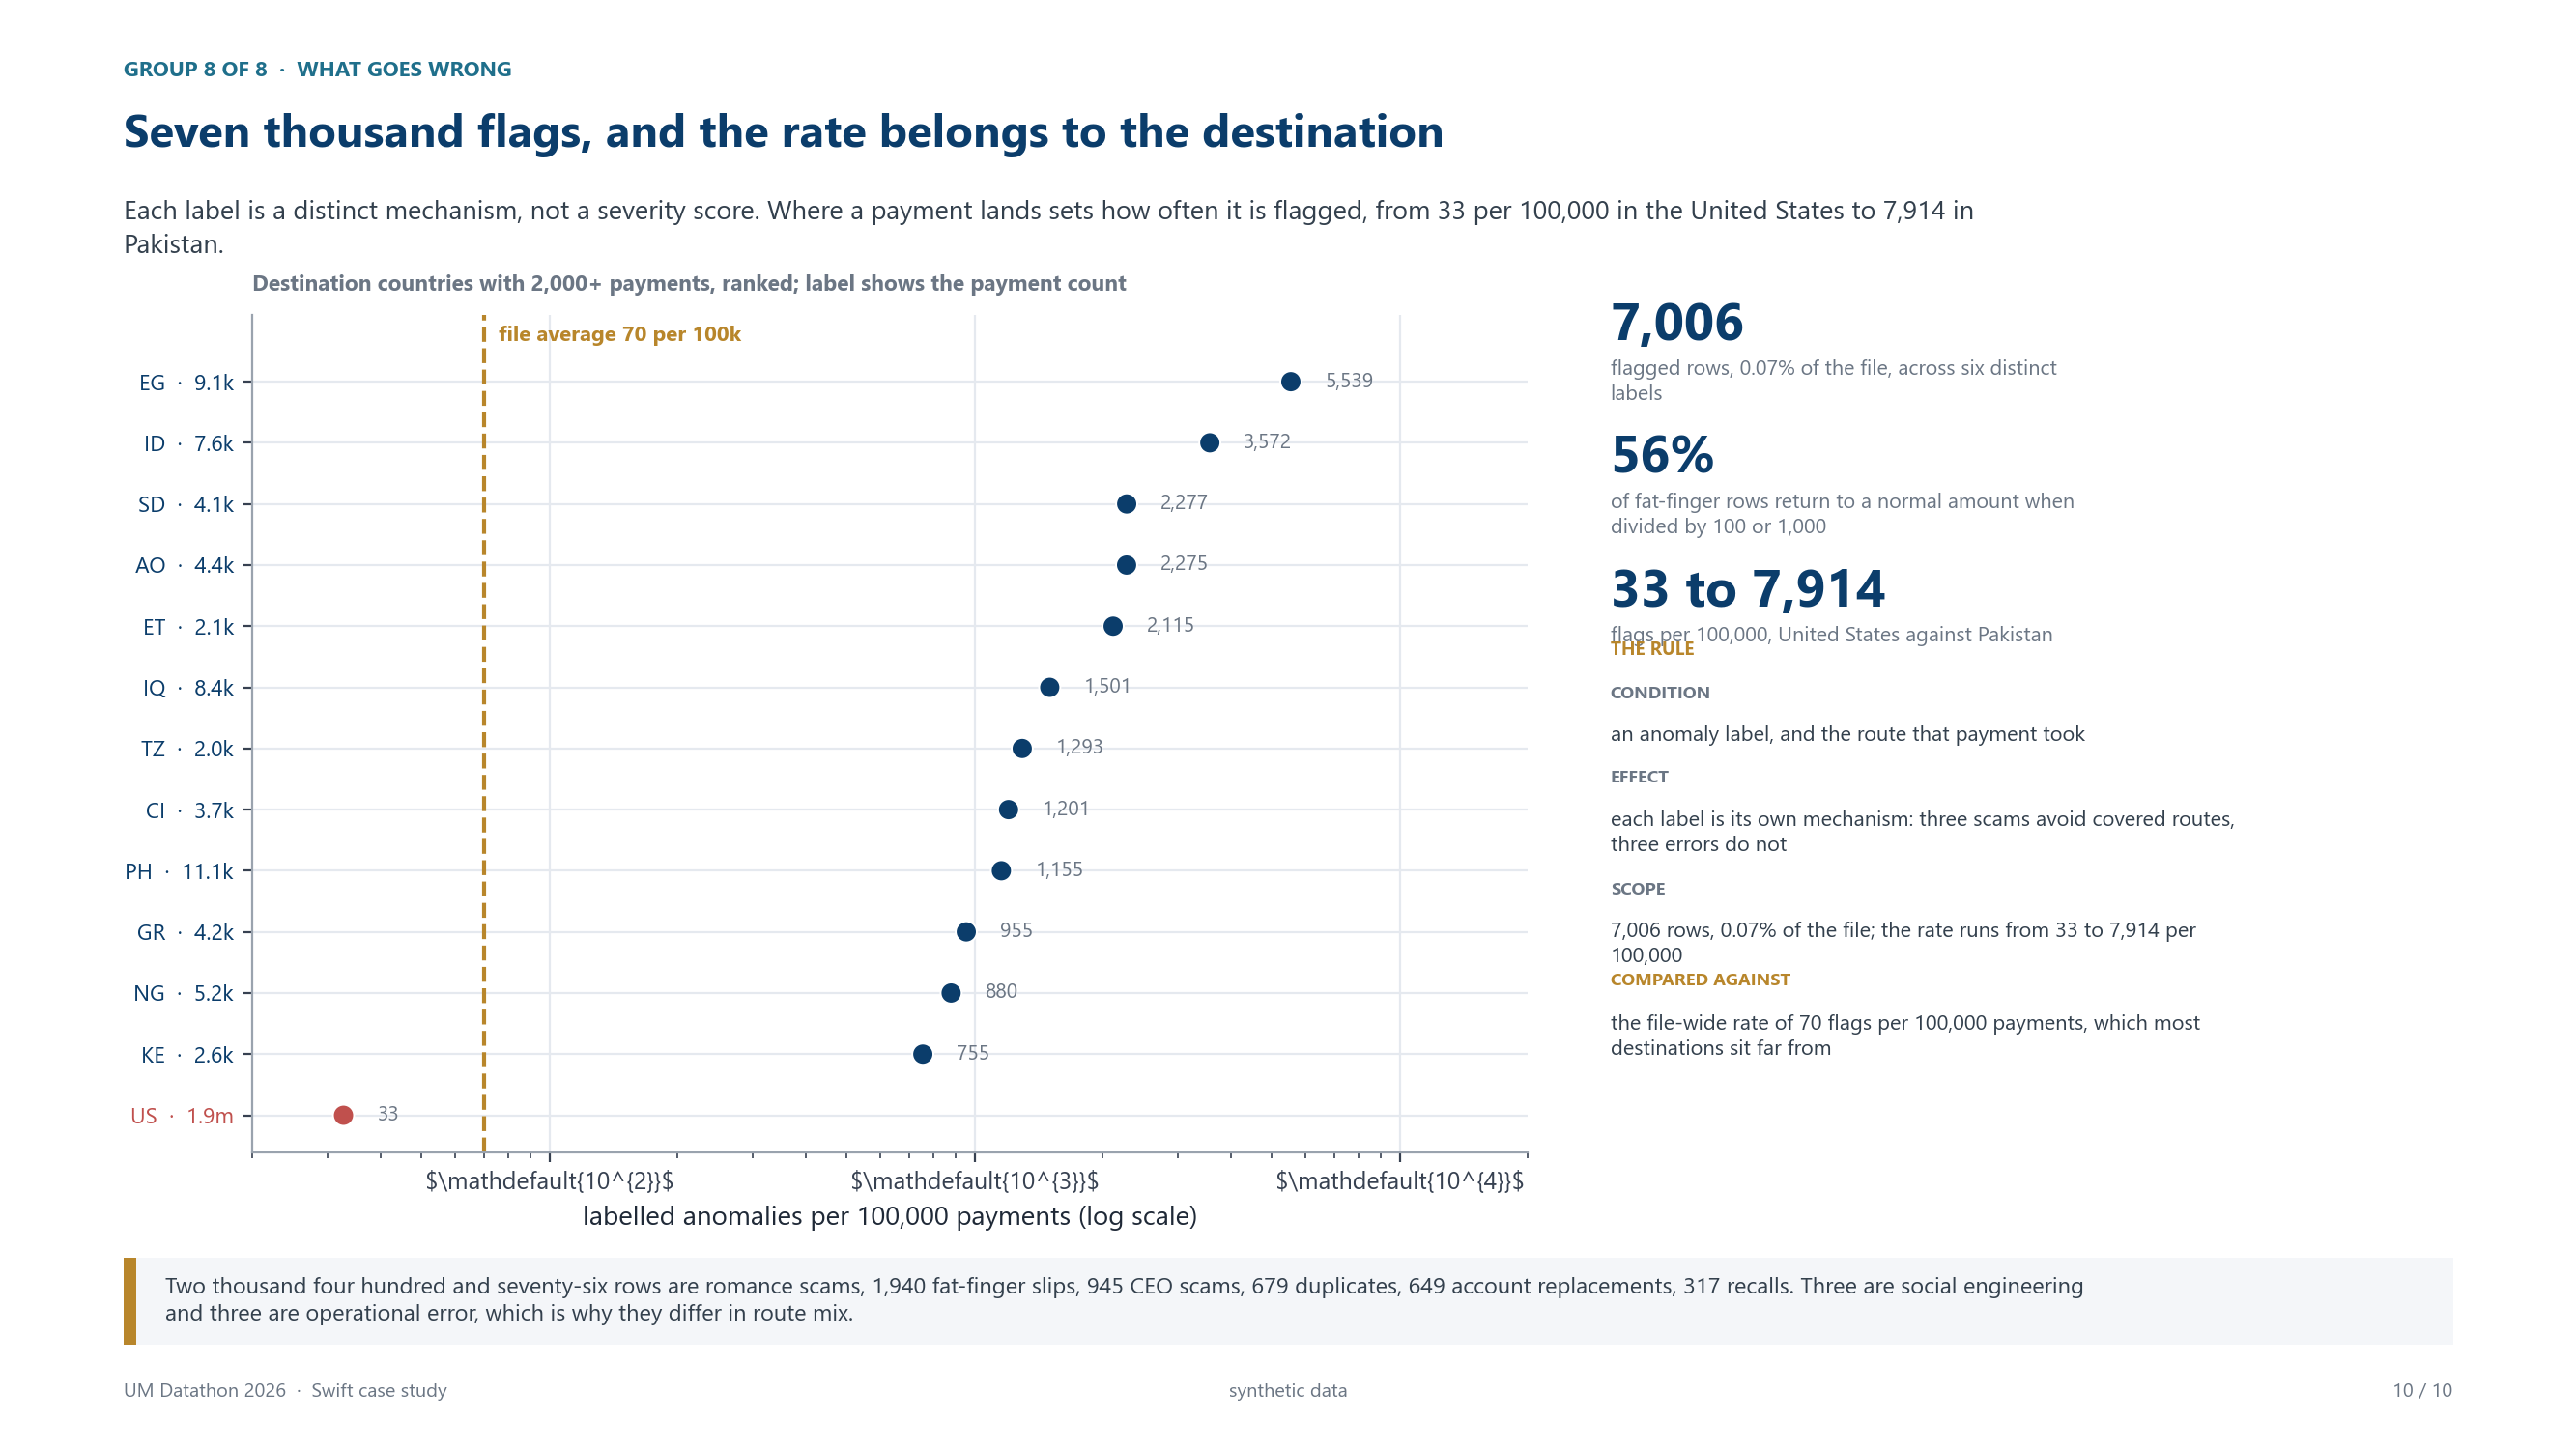 GROUP 8 OF 8 · WHAT GOES WRONG
Seven thousand flags, and the rate belongs to the destination
Each label is a distinct mechanism, not a severity score. Where a payment lands sets how often it is flagged, from 33 per 100,000 in the United States to 7,914 in
Pakistan.
Destination countries with 2,000+ payments, ranked; label shows the payment count
file average 70 per 100k
EG · 9.1k 5,539
ID · 7.6k 3,572
SD · 4.1k 2,277
AO · 4.4k 2,275
ET · 2.1k 2,115
IQ · 8.4k 1,501
TZ · 2.0k 1,293
CI · 3.7k 1,201
PH · 11.1k 1,155
GR · 4.2k 955
NG · 5.2k 880
KE · 2.6k 755
US · 1.9m 33
$\mathdefault{10^{2}}$ $\mathdefault{10^{3}}$ $\mathdefault{10^{4}}$
labelled anomalies per 100,000 payments (log scale)
7,006
flagged rows, 0.07% of the file, across six distinct
labels
56%
of fat-finger rows return to a normal amount when
divided by 100 or 1,000
33 to 7,914
flags per 100,000, United States against Pakistan
THE RULE
CONDITION
an anomaly label, and the route that payment took
EFFECT
each label is its own mechanism: three scams avoid covered routes,
three errors do not
SCOPE
7,006 rows, 0.07% of the file; the rate runs from 33 to 7,914 per
100,000
COMPARED AGAINST
the file-wide rate of 70 flags per 100,000 payments, which most
destinations sit far from
Two thousand four hundred and seventy-six rows are romance scams, 1,940 fat-finger slips, 945 CEO scams, 679 duplicates, 649 account replacements, 317 recalls. Three are social engineering
and three are operational error, which is why they differ in route mix.
UM Datathon 2026 · Swift case study
synthetic data
10 / 10